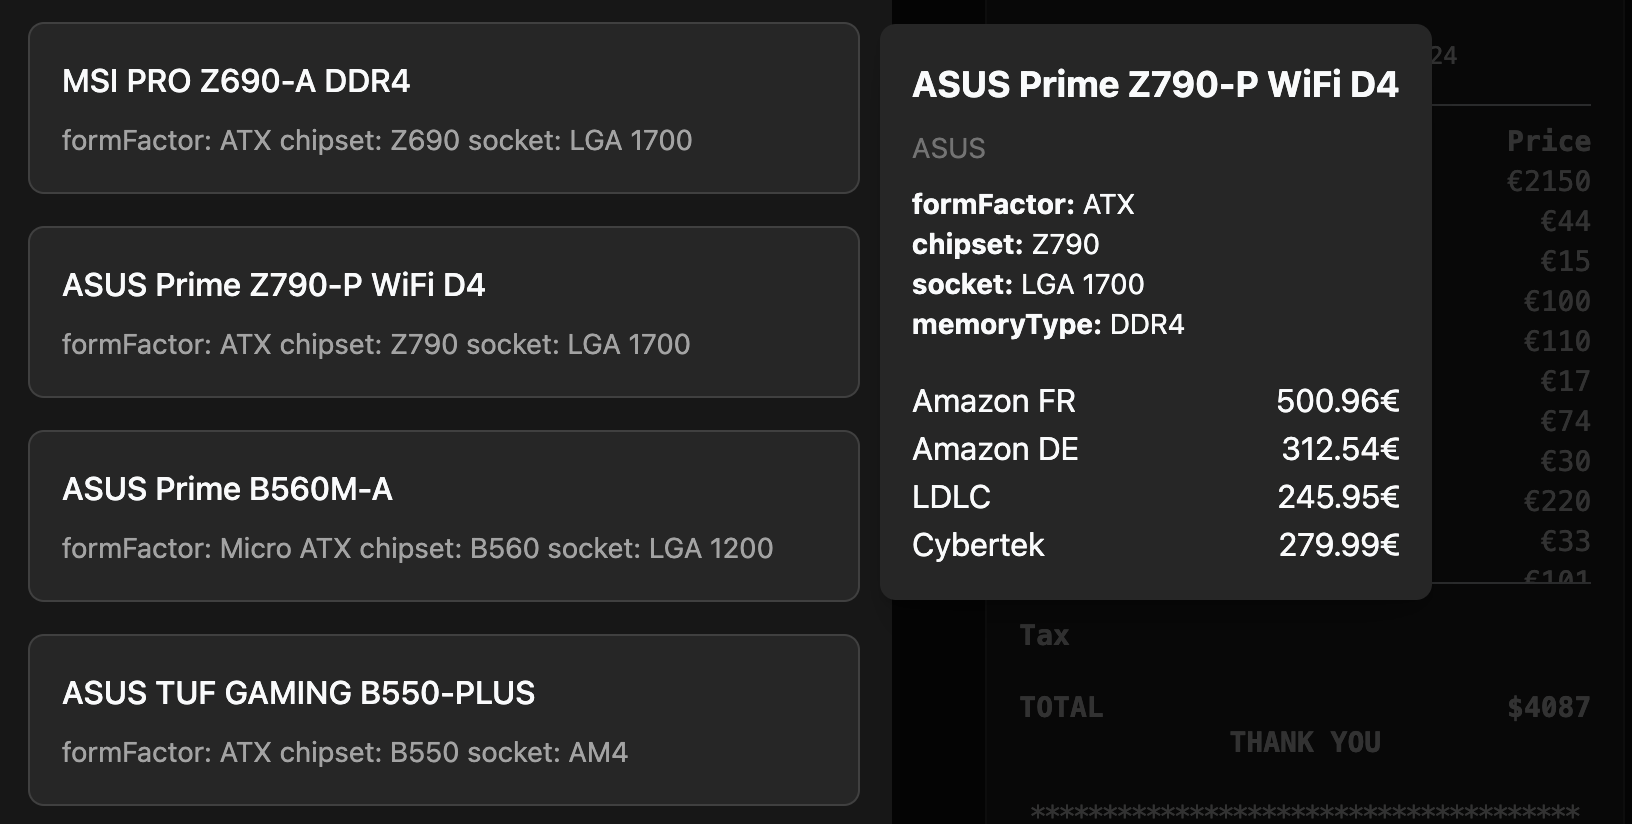 MSI PRO Z690-A DDR4
formFactor: ATX chipset: Z690 socket: LGA 1700
ASUS Prime Z790-P WiFi D4
formFactor: ATX chipset: Z790 socket: LGA 1700
ASUS Prime B560M-A
formFactor: Micro ATX chipset: B560 socket: LGA 1200
ASUS TUF GAMING B550-PLUS
formFactor: ATX chipset: B550 socket: AM4
ASUS Prime Z790-P WiFi D4
ASUS
formFactor: ATX
chipset: Z790
socket: LGA 1700
memoryType: DDR4
Amazon FR 500.96€
Amazon DE 312.54€
LDLC 245.95€
Cybertek 279.99€
24
Price
€2150
€44
€15
€100
€110
€17
€74
€30
€220
€33
€101
Tax
TOTAL $4087
THANK YOU
**************************************